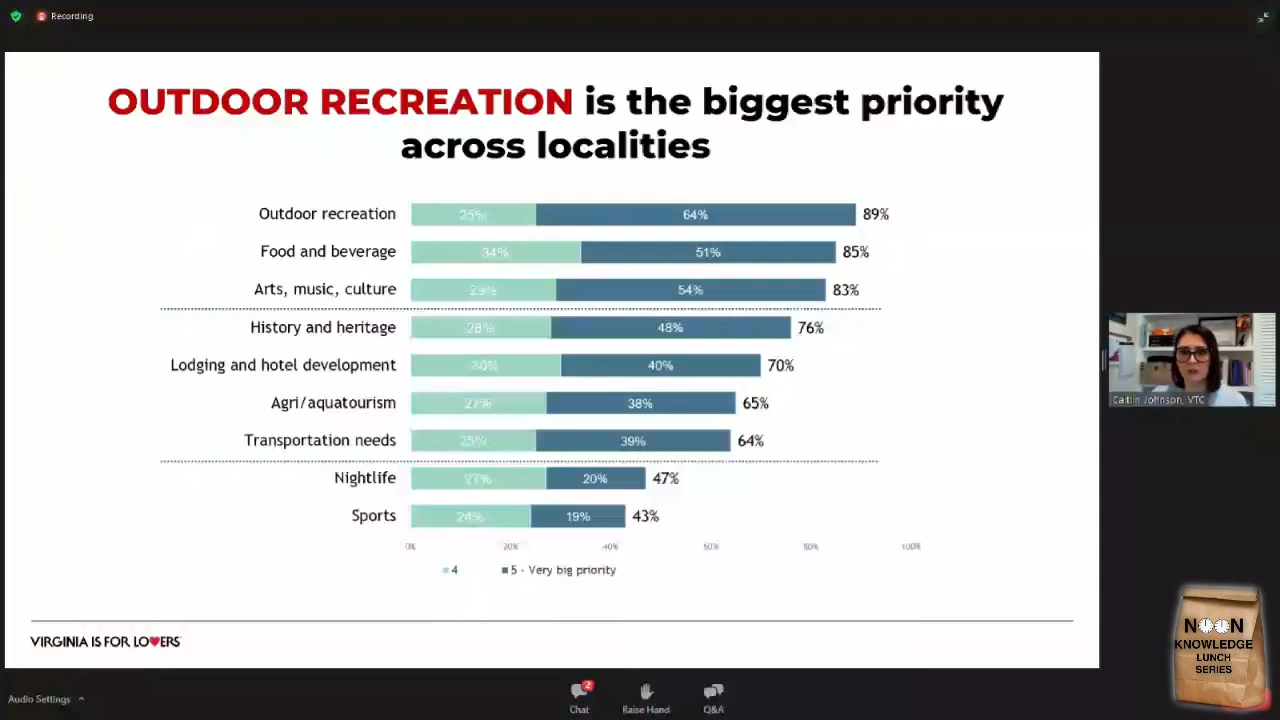 Recording
OUTDOOR RECREATION is the biggest priority
across localities
Outdoor recreation 25% 64% 89%
Food and beverage 34% 51% 85%
Arts, music, culture 29% 54% 83%
History and heritage 28% 48% 76%
Lodging and hotel development 30% 40% 70%
Agri/aquatourism 27% 38% 65%
Transportation needs 25% 39% 64%
Nightlife 27% 20% 47%
Sports 24% 19% 43%
0% 20% 40% 60% 80% 100%
4 5 - Very big priority
VIRGINIA IS FOR LOVERS
Caitlin Johnson, VTC
NOON
KNOWLEDGE
LUNCH
SERIES
Audio Settings
2
Chat Raise Hand Q&A